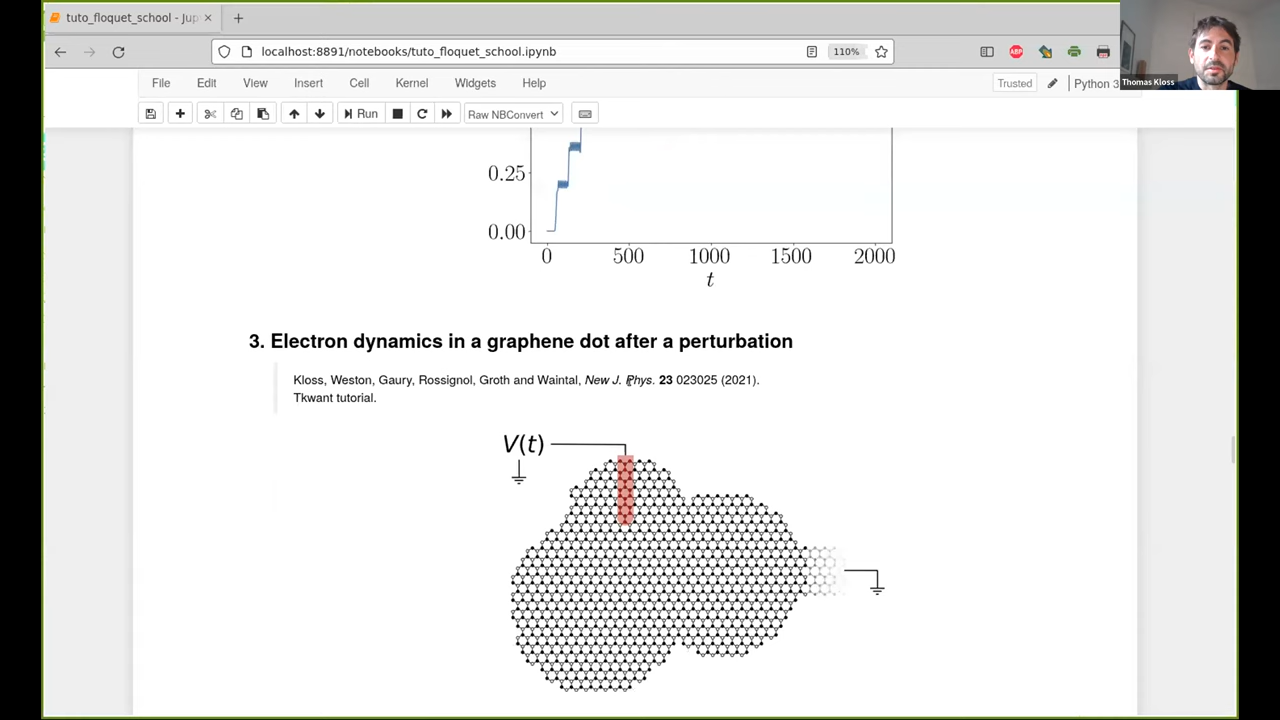 tuto_floquet_school - Jup
localhost:8891/notebooks/tuto_floquet_school.ipynb
110%
ABP
Thomas Kloss
File Edit View Insert Cell Kernel Widgets Help
Trusted
Python 3
Run
Raw NBConvert
0.25
0.00
0 500 1000 1500 2000
t
3. Electron dynamics in a graphene dot after a perturbation
Kloss, Weston, Gaury, Rossignol, Groth and Waintal, New J. Phys. 23 023025 (2021).
Tkwant tutorial.
V(t)